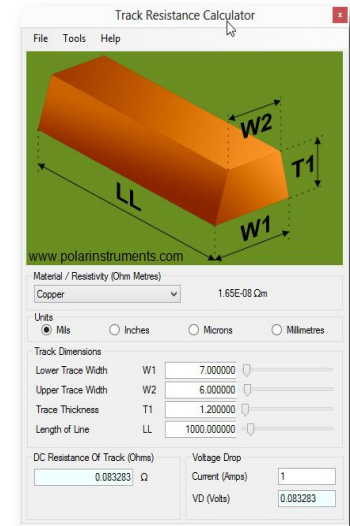 Track Resistance Calculator
x
File Tools Help
W2
T1
LL
W1
www.polarinstruments.com
Material / Resistivity (Ohm Metres)
Copper 1.65E-08 Ωm
Units
Mils Inches Microns Millimetres
Track Dimensions
Lower Trace Width W1 7.000000
Upper Trace Width W2 6.000000
Trace Thickness T1 1.200000
Length of Line LL 1000.000000
DC Resistance Of Track (Ohms)
0.083283 Ω
Voltage Drop
Current (Amps) 1
VD (Volts) 0.083283